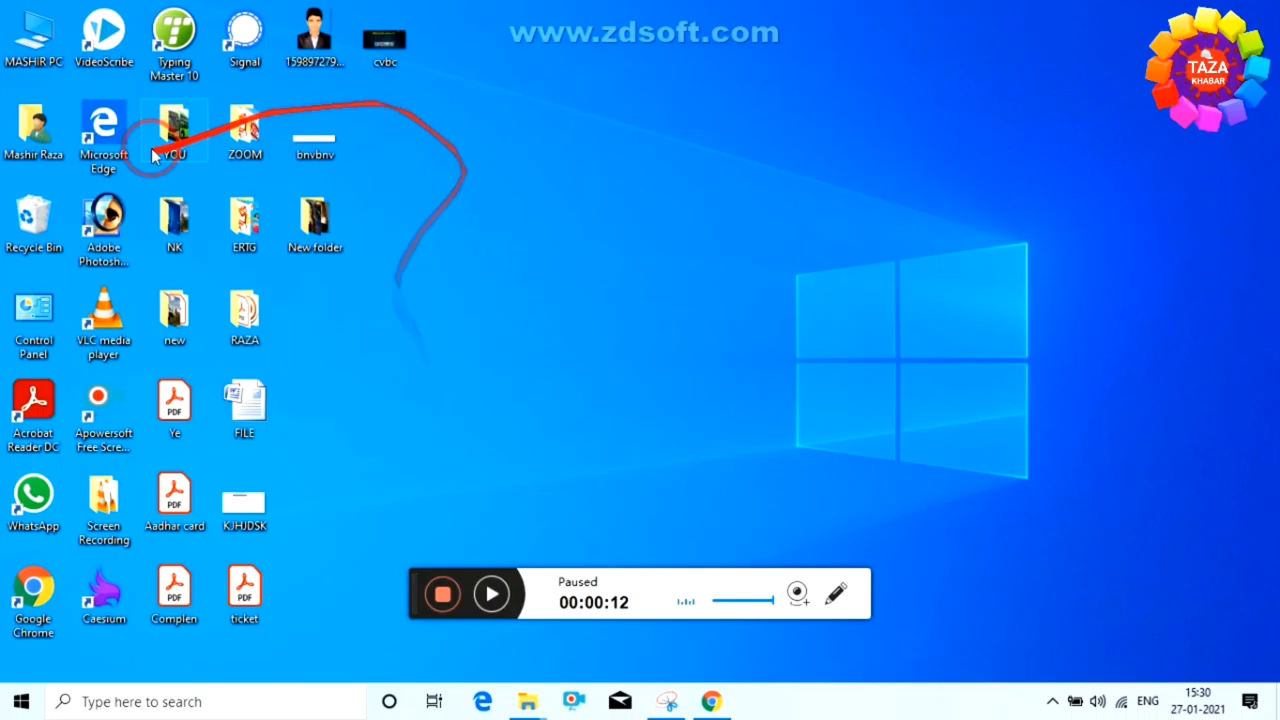 www.zdsoft.com
TAZA
KHABAR
MASHIR PC
VideoScribe
Typing
Master 10
Signal
159897279...
cvbc
Mashir Raza
Microsoft
Edge
YOU
ZOOM
bnvbnv
Recycle Bin
Adobe
Photosh...
NK
ERTG
New folder
Control
Panel
VLC media
player
new
RAZA
Acrobat
Reader DC
Apowersoft
Free Scre...
PDF
Ye
FILE
WhatsApp
Screen
Recording
PDF
Aadhar card
KJHJDSK
Google
Chrome
Caesium
PDF
Complen
PDF
ticket
Paused
00:00:12
Type here to search
ENG
15:30
27-01-2021